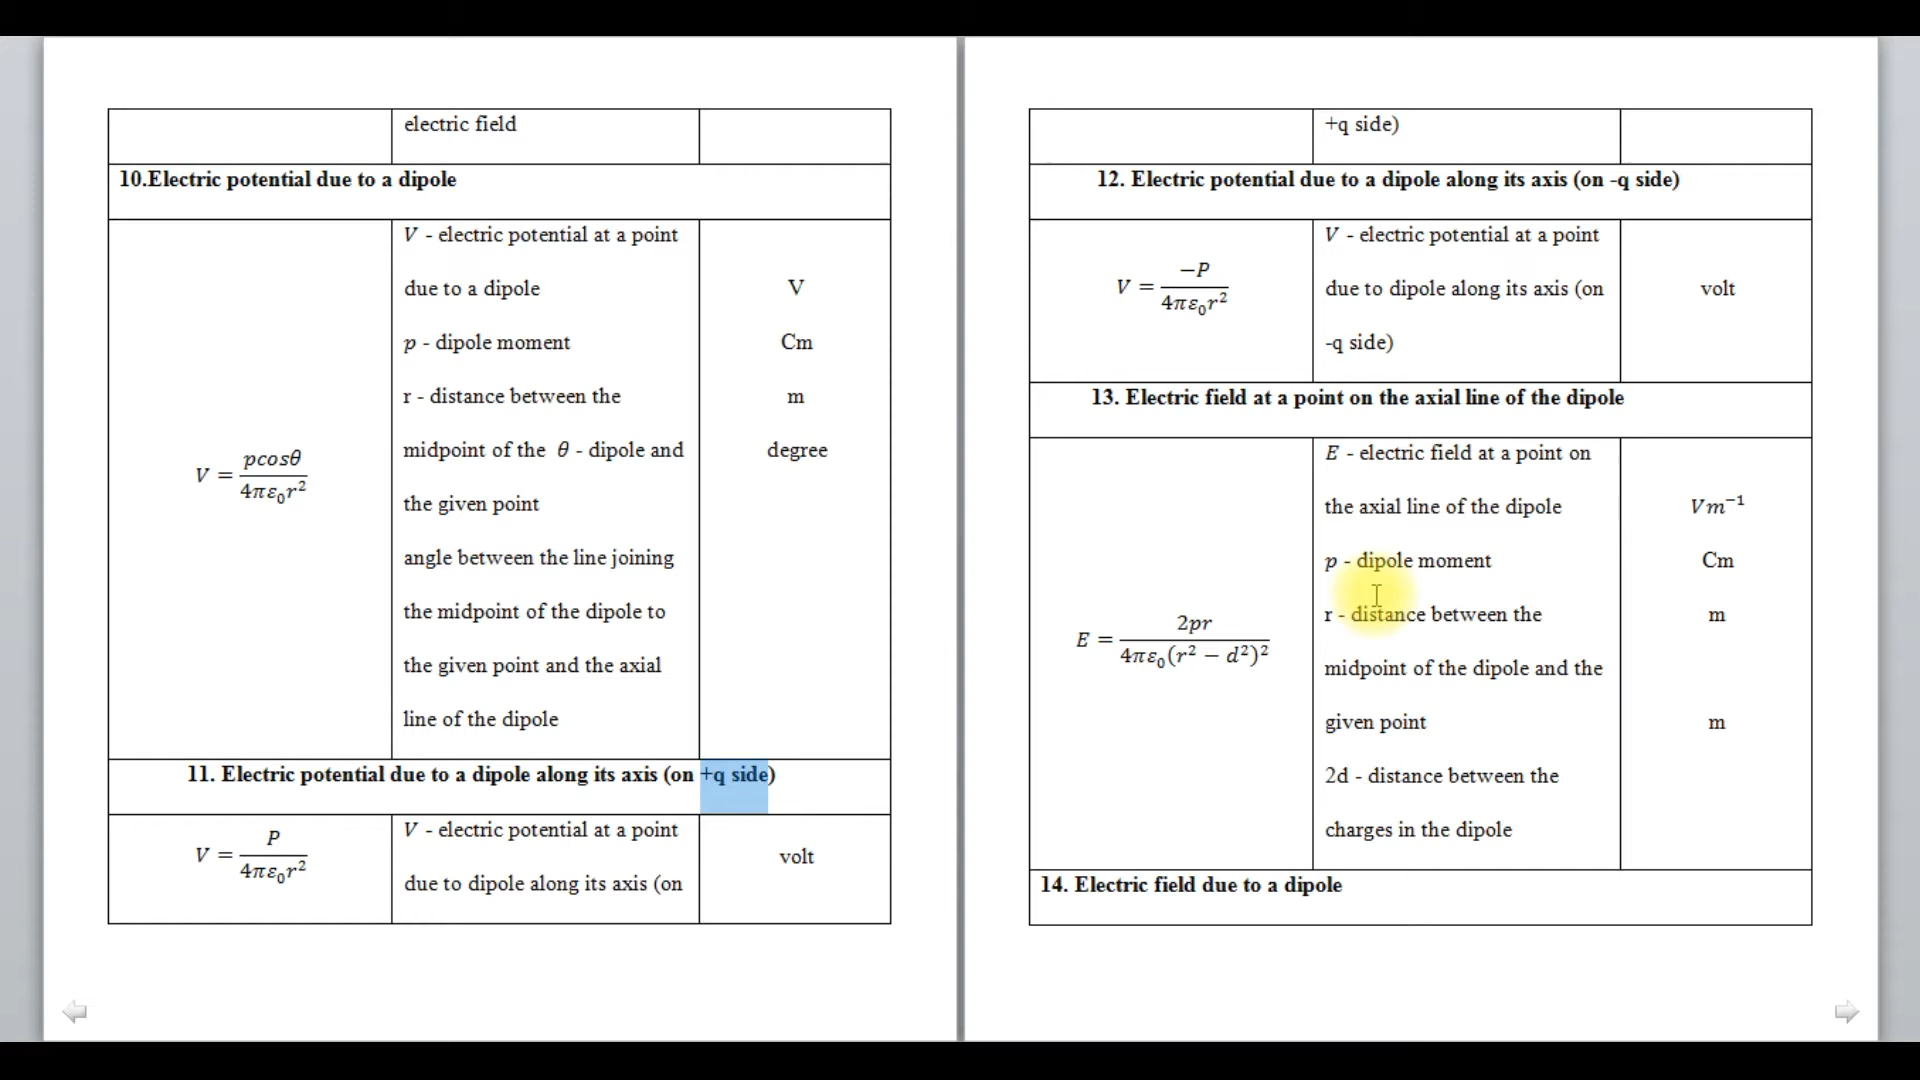 electric field
10.Electric potential due to a dipole
V = pcosθ / 4πε₀r²
V - electric potential at a point
due to a dipole
p - dipole moment
r - distance between the
midpoint of the θ - dipole and
the given point
angle between the line joining
the midpoint of the dipole to
the given point and the axial
line of the dipole
V
Cm
m
degree
11. Electric potential due to a dipole along its axis (on +q side)
V = P / 4πε₀r²
V - electric potential at a point
due to dipole along its axis (on
volt
+q side)
12. Electric potential due to a dipole along its axis (on -q side)
V = −P / 4πε₀r²
V - electric potential at a point
due to dipole along its axis (on
-q side)
volt
13. Electric field at a point on the axial line of the dipole
E = 2pr / 4πε₀(r² − d²)²
E - electric field at a point on
the axial line of the dipole
p - dipole moment
r - distance between the
midpoint of the dipole and the
given point
2d - distance between the
charges in the dipole
Vm⁻¹
Cm
m
m
14. Electric field due to a dipole